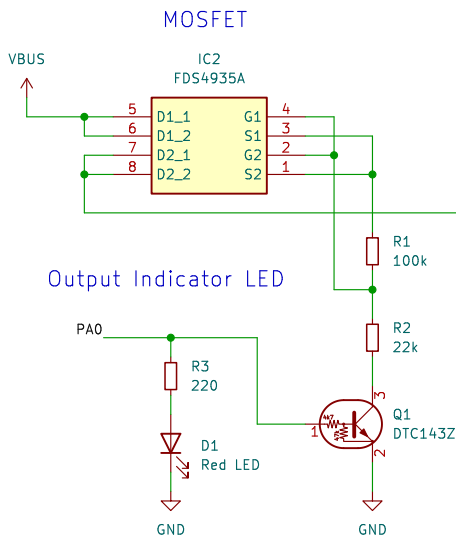 MOSFET
VBUS
IC2
FDS4935A
5 D1_1 G1 4
6 D1_2 S1 3
7 D2_1 G2 2
8 D2_2 S2 1
R1
100k
Output Indicator LED
PA0
R2
22k
R3
220
3
Q1
DTC143Z
4k7
47k
1
2
D1
Red LED
GND
GND